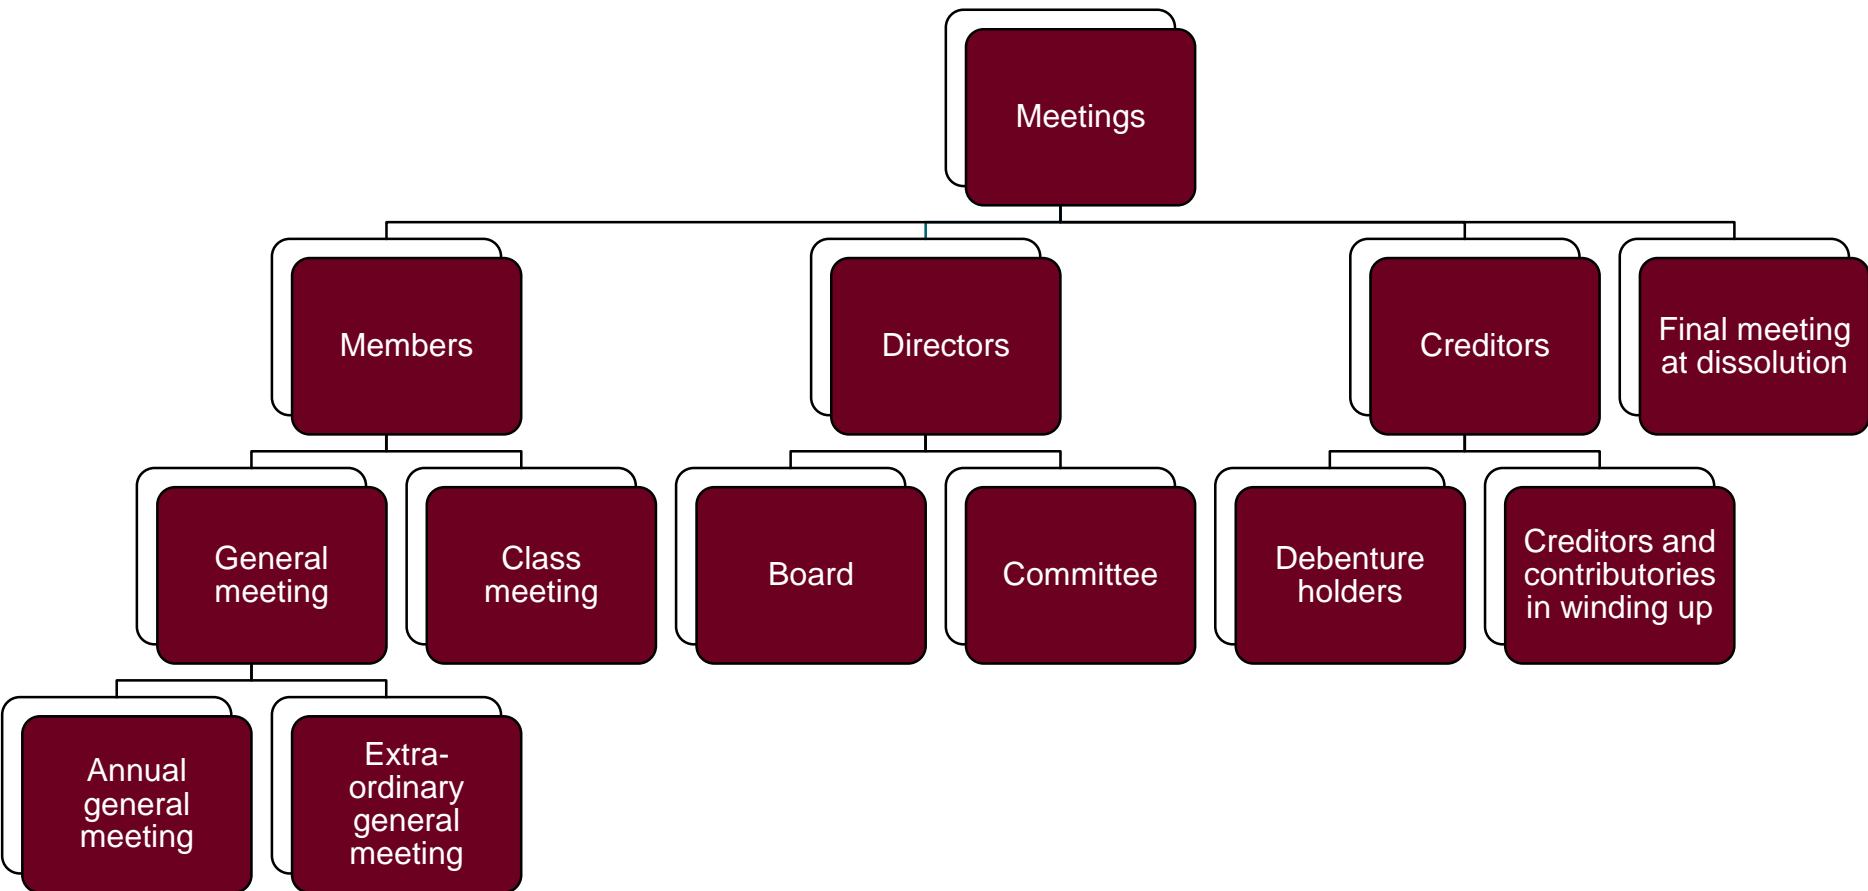 Meetings
Members
Directors
Creditors
Final meeting
at dissolution
General
meeting
Class
meeting
Board
Committee
Debenture
holders
Creditors and
contributories
in winding up
Annual
general
meeting
Extra-
ordinary
general
meeting